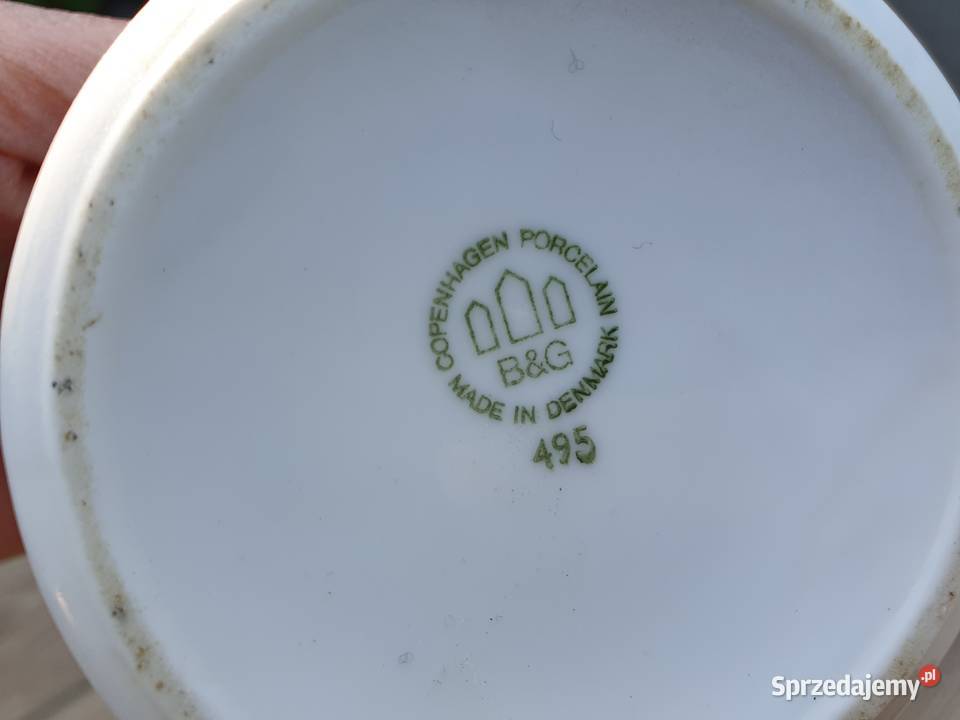 COPENHAGEN PORCELAIN
B&G
MADE IN DENMARK
495
Sprzedajemy.pl